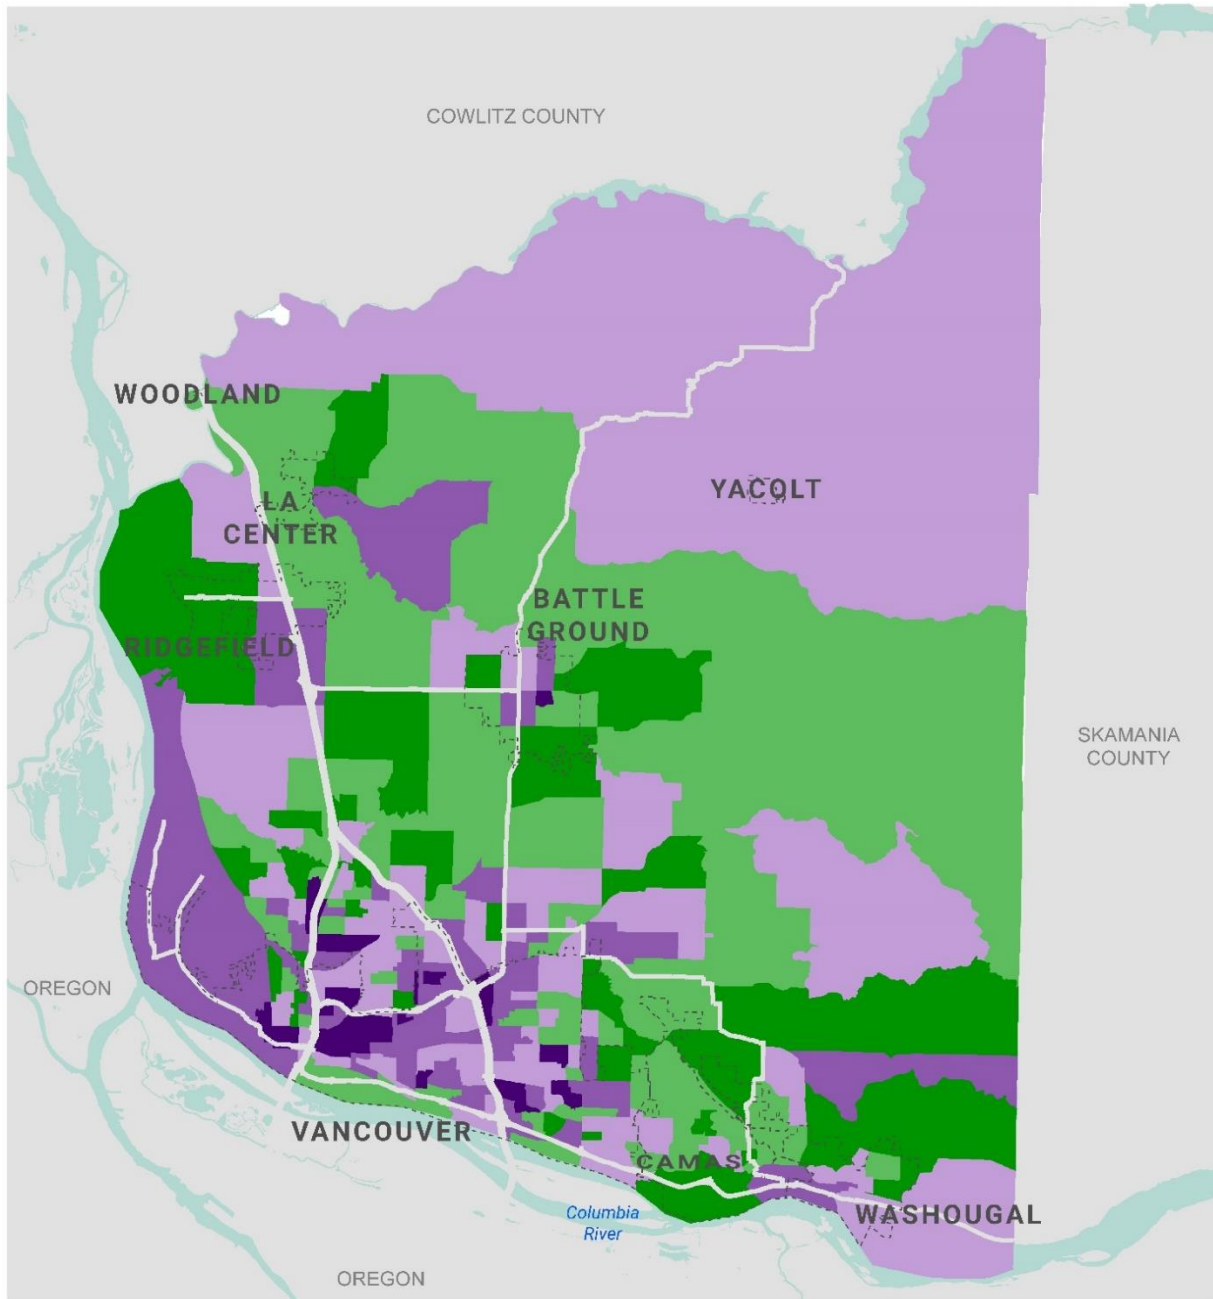 COWLITZ COUNTY
WOODLAND
YACOLT
LA
CENTER
BATTLE
GROUND
RIDGEFIELD
SKAMANIA
COUNTY
OREGON
VANCOUVER
CAMAS
Columbia
River
WASHOUGAL
OREGON